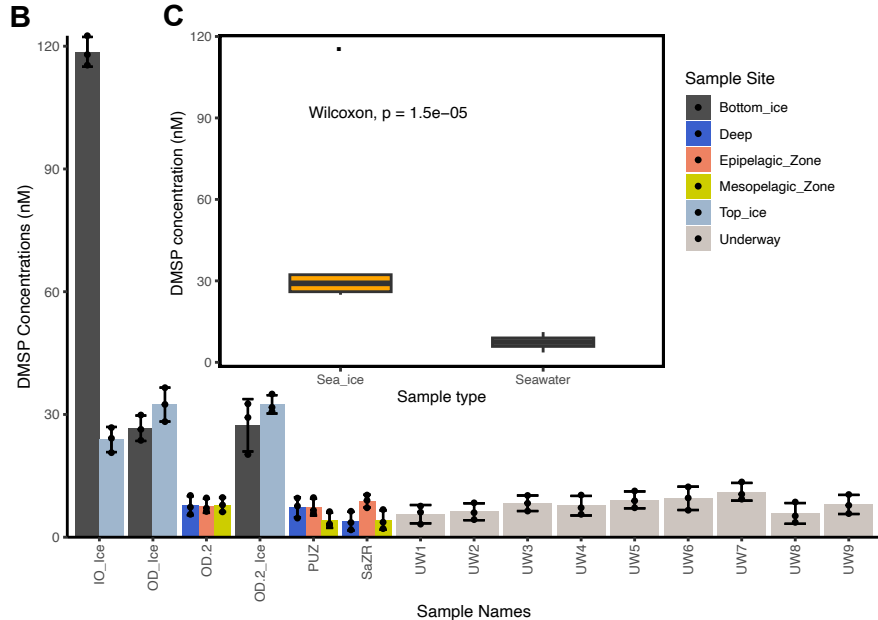 B
DMSP Concentrations (nM)
120
90
60
30
0
IO_Ice
OD_Ice
OD.2
OD.2_Ice
PUZ
SaZR
UW1
UW2
UW3
UW4
UW5
UW6
UW7
UW8
UW9
Sample Names
C
DMSP concentration (nM)
120
90
60
30
0
Wilcoxon, p = 1.5e−05
Sea_ice
Seawater
Sample type
Sample Site
Bottom_ice
Deep
Epipelagic_Zone
Mesopelagic_Zone
Top_ice
Underway